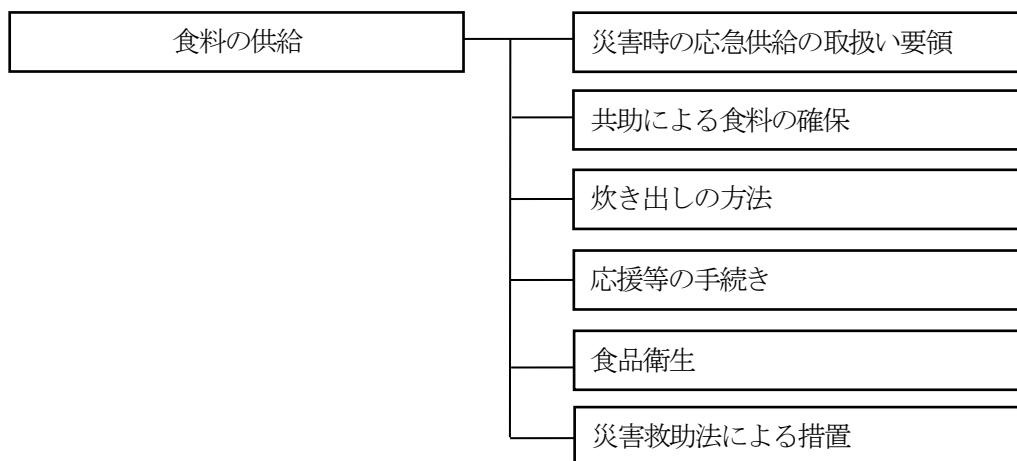 食料の供給
災害時の応急供給の取扱い要領
共助による食料の確保
炊き出しの方法
応援等の手続き
食品衛生
災害救助法による措置